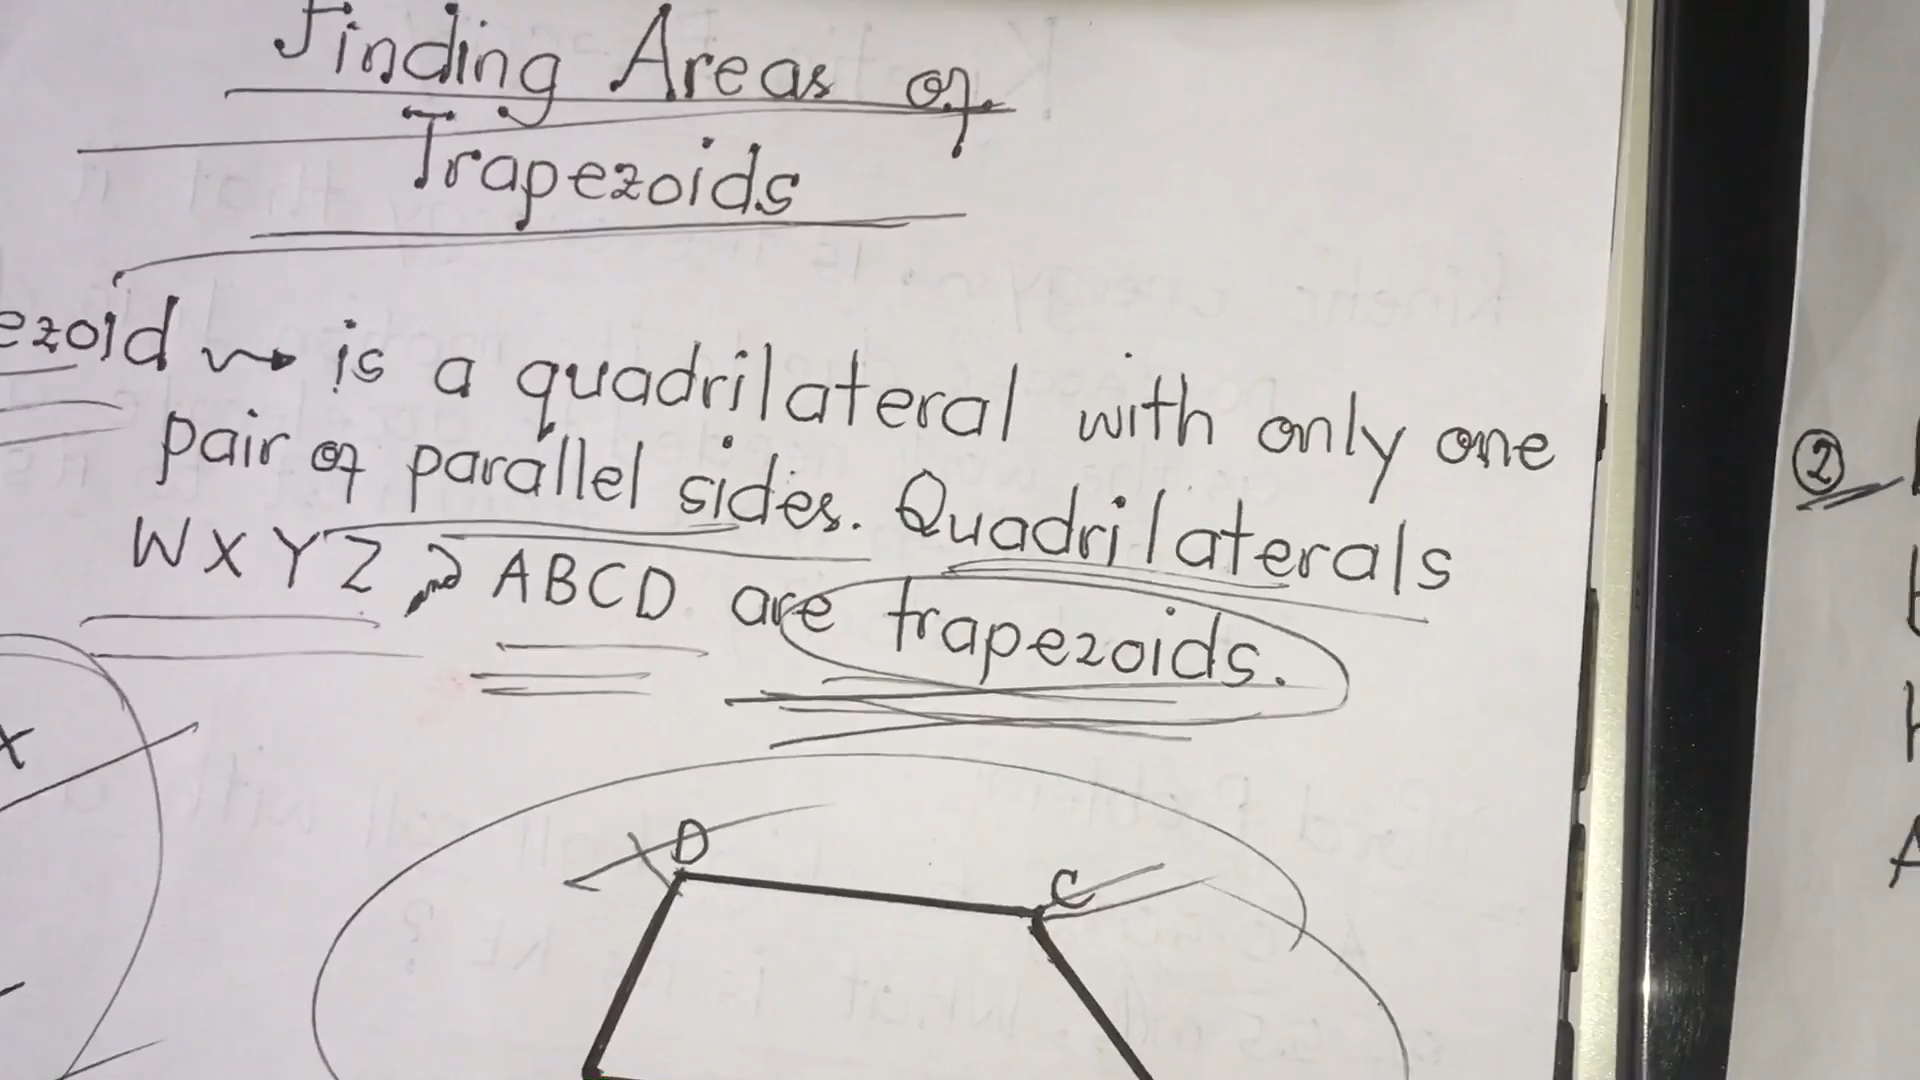 Finding Areas of
Trapezoids
ezoid is a quadrilateral with only one
pair of parallel sides. Quadrilaterals
W X Y Z and ABCD are trapezoids.
X
D
C
2